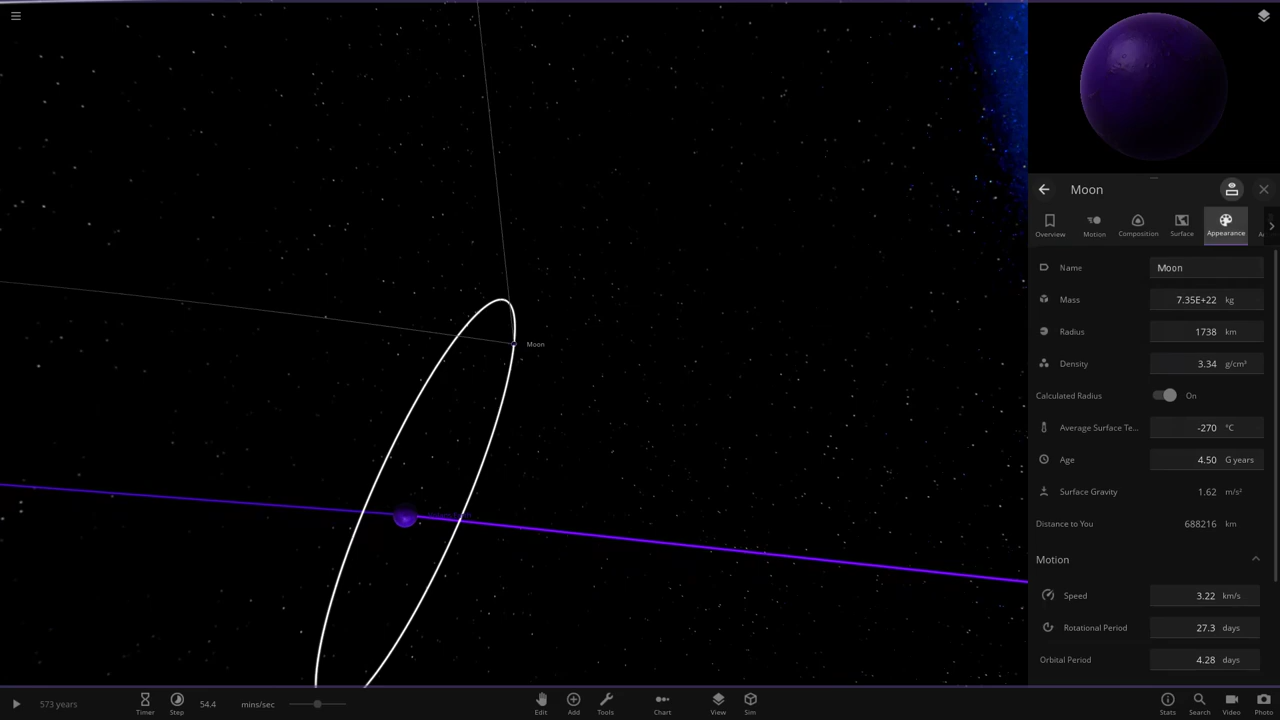 Moon
Moon
Overview
Motion
Composition
Surface
Appearance
Name Moon
Mass 7.35E+22 kg
Radius 1738 km
Density 3.34 g/cm³
Calculated Radius On
Average Surface Te... -270 °C
Age 4.50 G years
Surface Gravity 1.62 m/s²
Distance to You 688216 km
Motion
Speed 3.22 km/s
Rotational Period 27.3 days
Orbital Period 4.28 days
573 years
Timer
Step
54.4 mins/sec
Edit
Add
Tools
Chart
View
Sim
Stats
Search
Video
Photo